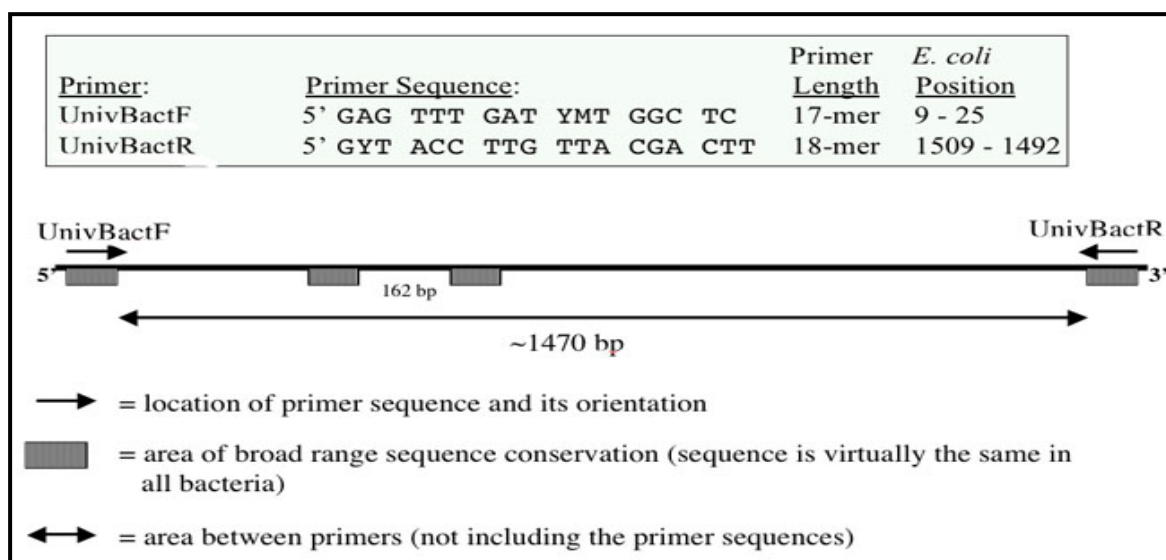 Primer E. coli
Primer: Primer Sequence: Length Position
UnivBactF 5' GAG TTT GAT YMT GGC TC 17-mer 9 - 25
UnivBactR 5' GYT ACC TTG TTA CGA CTT 18-mer 1509 - 1492
UnivBactF UnivBactR
5' 3'
162 bp
~1470 bp
= location of primer sequence and its orientation
= area of broad range sequence conservation (sequence is virtually the same in
all bacteria)
= area between primers (not including the primer sequences)